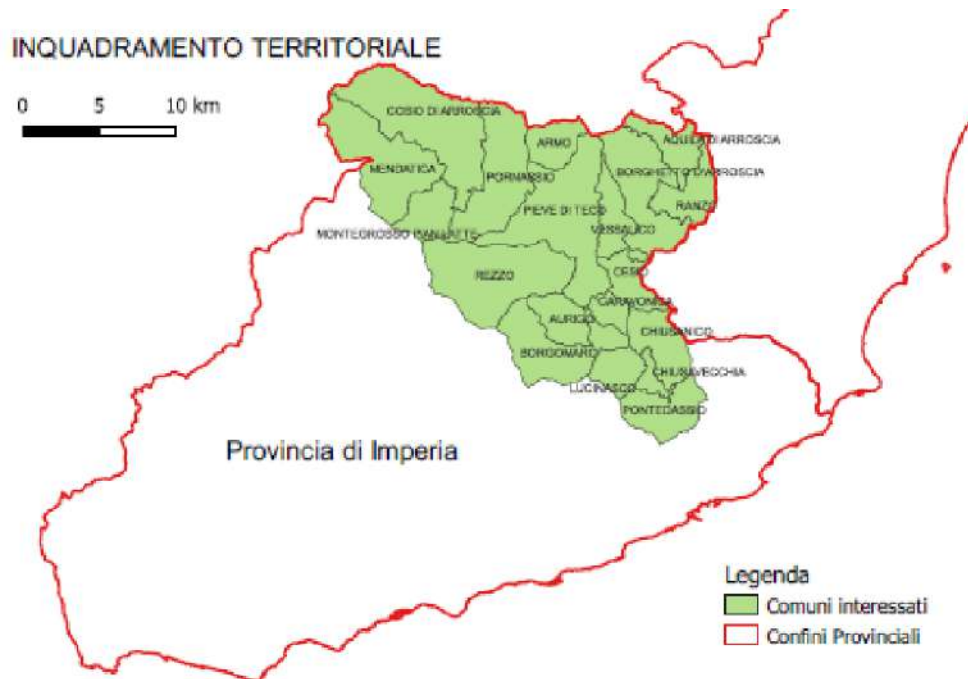 INQUADRAMENTO TERRITORIALE
0 5 10 km
COSIO DI ARROSCIA
ARMO
AQUILA DI ARROSCIA
MENDATICA
PORNASSIO
BORGHETTO D'ARROSCIA
PIEVE DI TECO
RANZO
MONTEGROSSO PIAN LATTE
VESSALICO
REZZO
CESIO
CARAVONICA
AURIGO
CHIUSANICO
BORGOMARO
CHIUSAVECCHIA
LUCINASCO
PONTEDASSIO
Provincia di Imperia
Legenda
Comuni interessati
Confini Provinciali